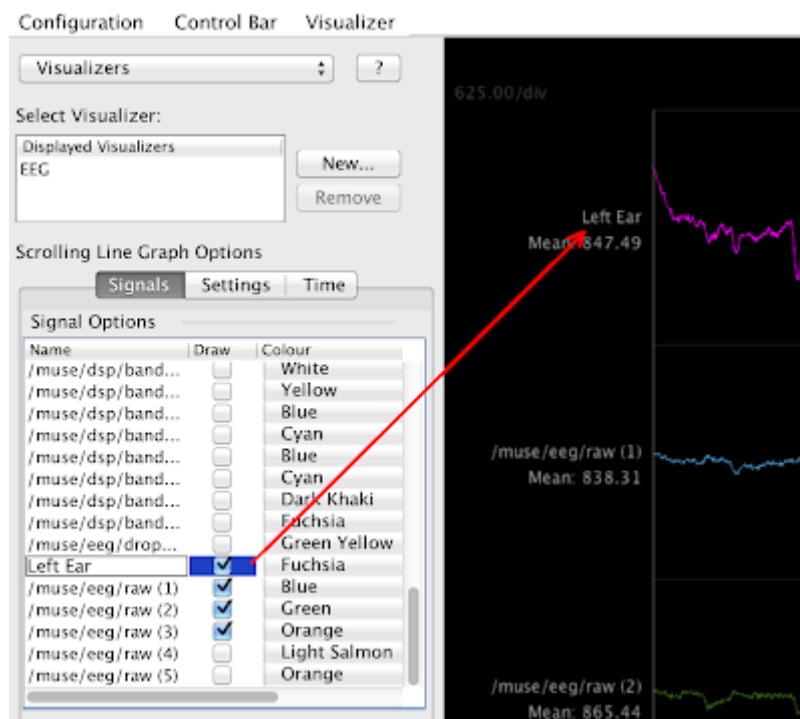 Configuration Control Bar Visualizer
Visualizers ?
Select Visualizer:
Displayed Visualizers
EEG
New...
Remove
Scrolling Line Graph Options
Signals Settings Time
Signal Options
Name Draw Colour
/muse/dsp/band... White
/muse/dsp/band... Yellow
/muse/dsp/band... Blue
/muse/dsp/band... Cyan
/muse/dsp/band... Blue
/muse/dsp/band... Cyan
/muse/dsp/band... Dark Khaki
/muse/dsp/band... Fuchsia
/muse/eeg/drop... Green Yellow
Left Ear Fuchsia
/muse/eeg/raw (1) Blue
/muse/eeg/raw (2) Green
/muse/eeg/raw (3) Orange
/muse/eeg/raw (4) Light Salmon
/muse/eeg/raw (5) Orange
625.00/div
Left Ear
Mean: 847.49
/muse/eeg/raw (1)
Mean: 838.31
/muse/eeg/raw (2)
Mean: 865.44